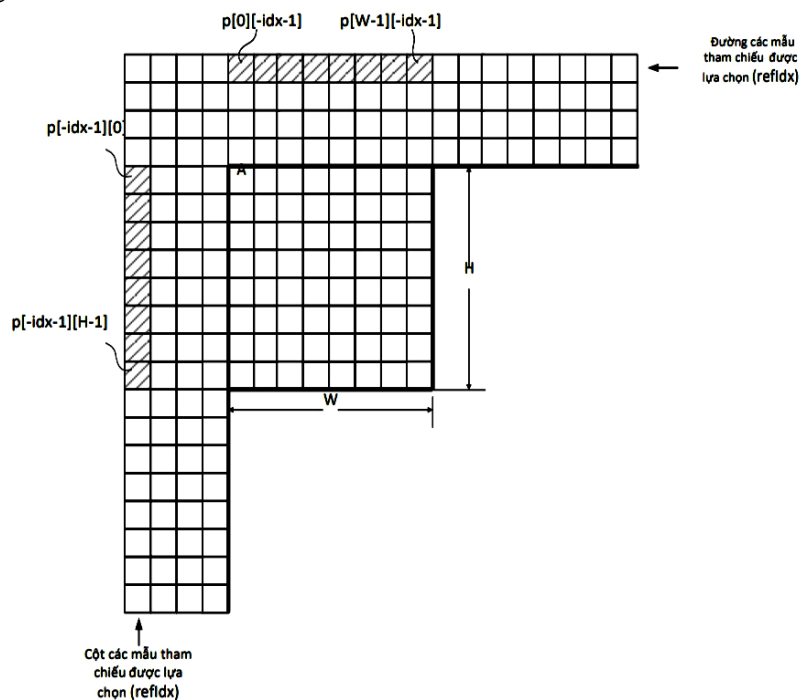 p[0][-idx-1]
p[W-1][-idx-1]
Đường các mẫu
tham chiếu được
lựa chọn (refIdx)
p[-idx-1][0]
A
H
p[-idx-1][H-1]
W
Cột các mẫu tham
chiếu được lựa
chọn (refIdx)